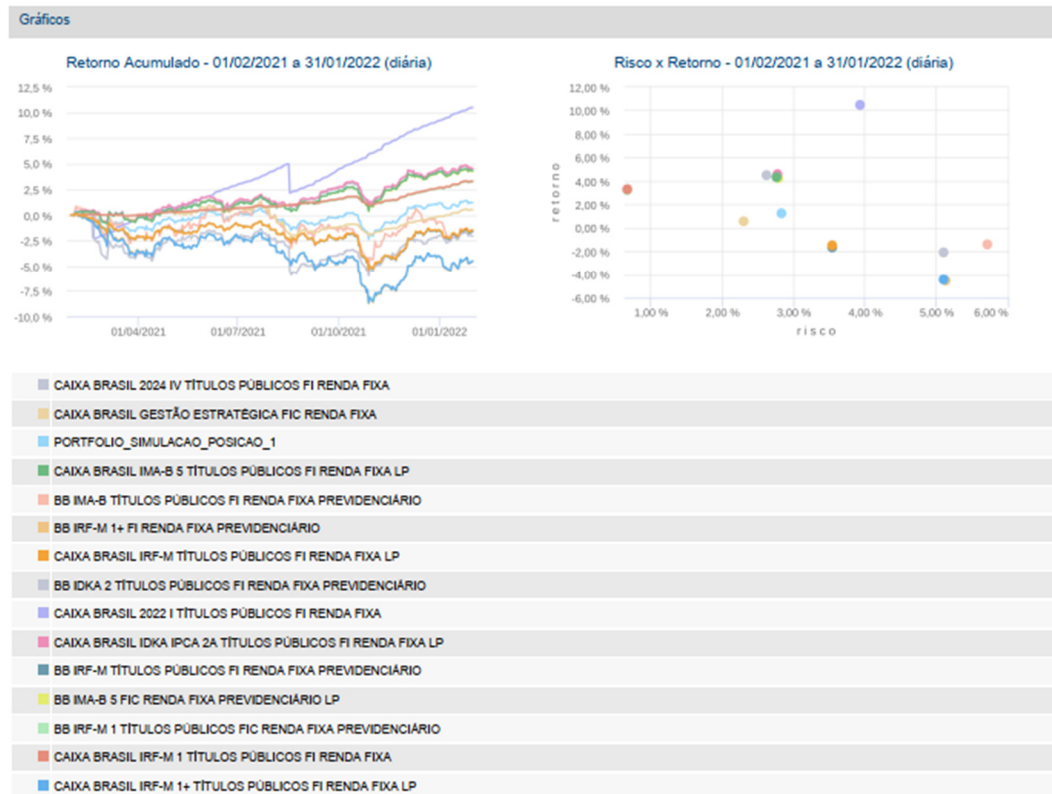 Gráficos
Retorno Acumulado - 01/02/2021 a 31/01/2022 (diária)
12,5 %
10,0 %
7,5 %
5,0 %
2,5 %
0,0 %
-2,5 %
-5,0 %
-7,5 %
-10,0 %
01/04/2021 01/07/2021 01/10/2021 01/01/2022
Risco x Retorno - 01/02/2021 a 31/01/2022 (diária)
retorno
12,00 %
10,00 %
8,00 %
6,00 %
4,00 %
2,00 %
0,00 %
-2,00 %
-4,00 %
-6,00 %
1,00 % 2,00 % 3,00 % 4,00 % 5,00 % 6,00 %
risco
CAIXA BRASIL 2024 IV TÍTULOS PÚBLICOS FI RENDA FIXA
CAIXA BRASIL GESTÃO ESTRATÉGICA FIC RENDA FIXA
PORTFOLIO_SIMULACAO_POSICAO_1
CAIXA BRASIL IMA-B 5 TÍTULOS PÚBLICOS FI RENDA FIXA LP
BB IMA-B TÍTULOS PÚBLICOS FI RENDA FIXA PREVIDENCIÁRIO
BB IRF-M 1+ FI RENDA FIXA PREVIDENCIÁRIO
CAIXA BRASIL IRF-M TÍTULOS PÚBLICOS FI RENDA FIXA LP
BB IDKA 2 TÍTULOS PÚBLICOS FI RENDA FIXA PREVIDENCIÁRIO
CAIXA BRASIL 2022 I TÍTULOS PÚBLICOS FI RENDA FIXA
CAIXA BRASIL IDKA IPCA 2A TÍTULOS PÚBLICOS FI RENDA FIXA LP
BB IRF-M TÍTULOS PÚBLICOS FI RENDA FIXA PREVIDENCIÁRIO
BB IMA-B 5 FIC RENDA FIXA PREVIDENCIÁRIO LP
BB IRF-M 1 TÍTULOS PÚBLICOS FIC RENDA FIXA PREVIDENCIÁRIO
CAIXA BRASIL IRF-M 1 TÍTULOS PÚBLICOS FI RENDA FIXA
CAIXA BRASIL IRF-M 1+ TÍTULOS PÚBLICOS FI RENDA FIXA LP